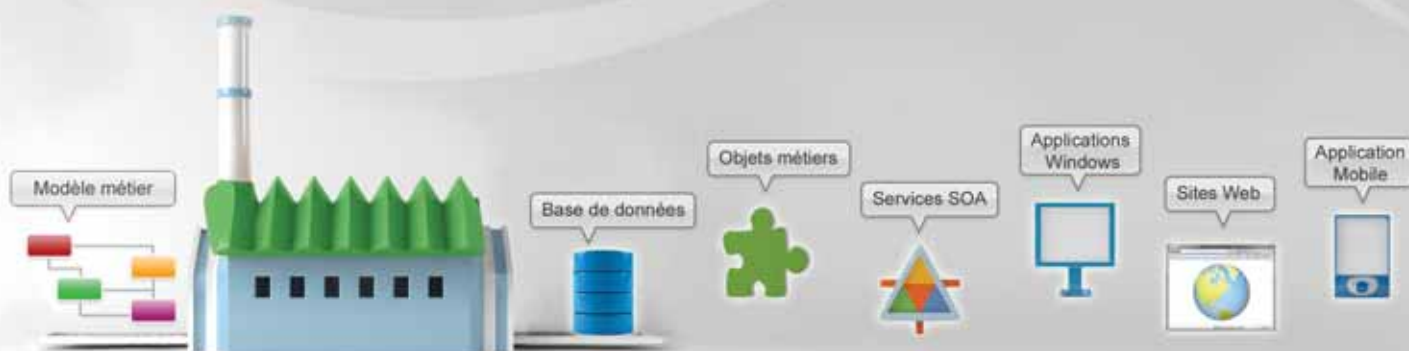 Modèle métier
Base de données
Objets métiers
Services SOA
Applications
Windows
Sites Web
Application
Mobile